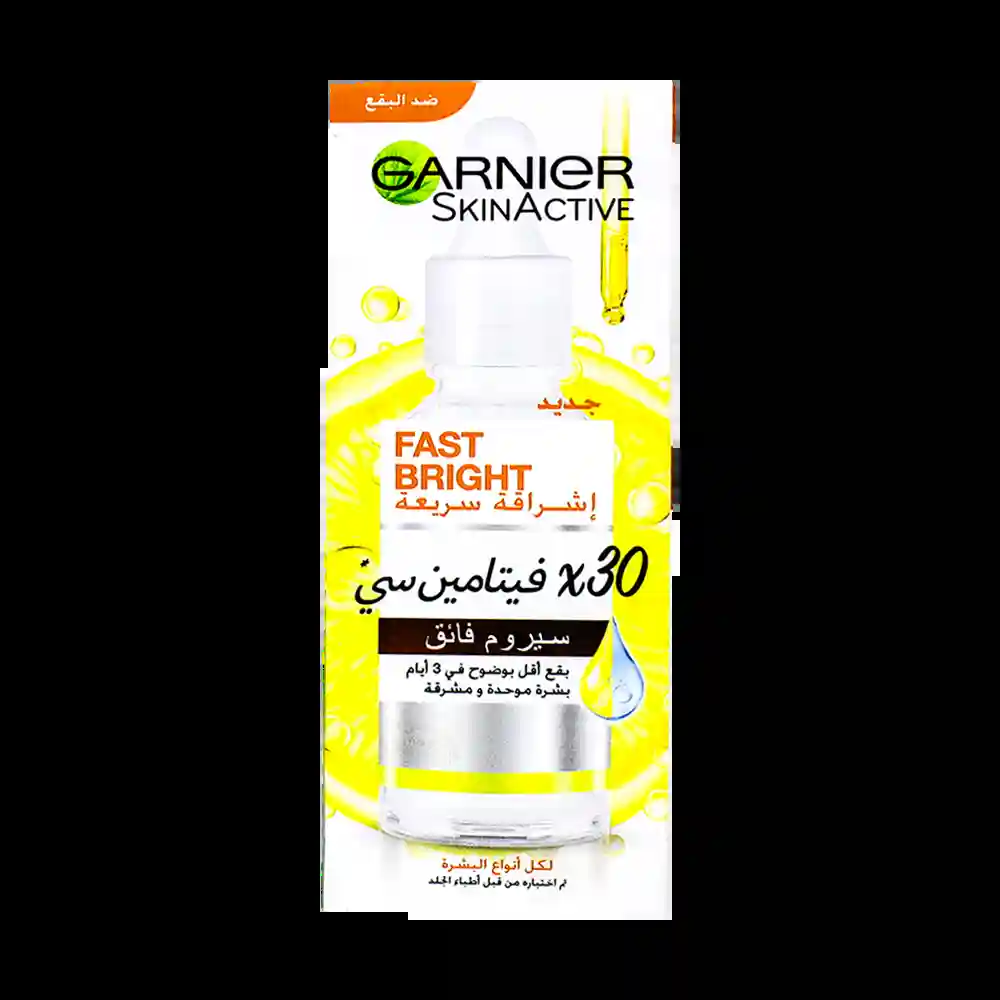 ضد البقع
GARNIER
SKINACTIVE
جديد
FAST
BRIGHT
إشراقة سريعة
x30 فيتامين سي*
سيروم فائق
بقع أقل بوضوح في 3 أيام
بشرة موحدة و مشرقة
لكل أنواع البشرة
تم اختباره من قبل أطباء الجلد